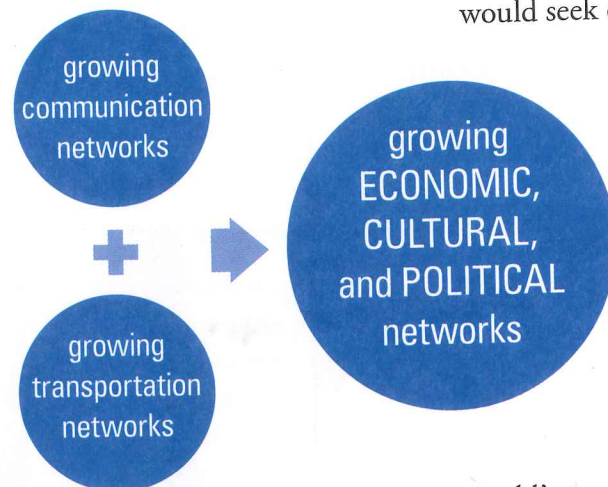 would seek
growing
communication
networks
+
growing
transportation
networks
growing
ECONOMIC,
CULTURAL,
and POLITICAL
networks